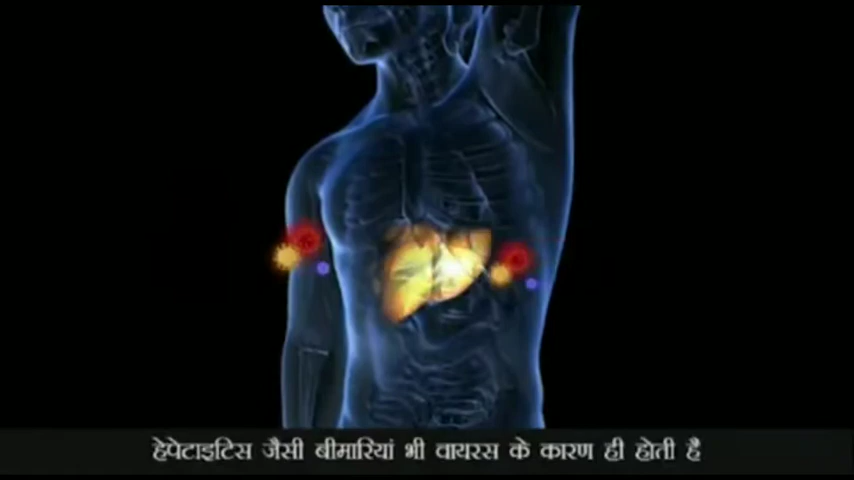 हेपेटाइटिस जैसी बीमारियां भी वायरस के कारण ही होती है